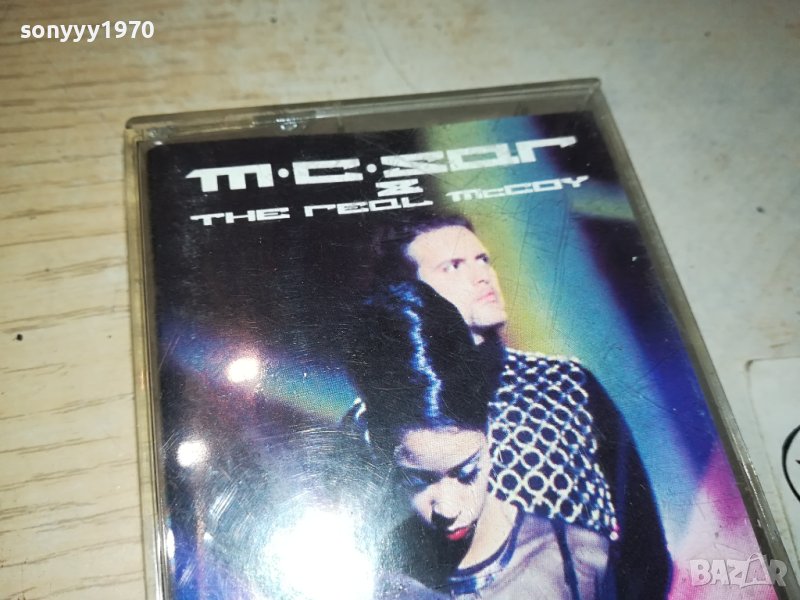 sonyyy1970
M.C.SAR
&
THE REAL McCOY
BAZAR